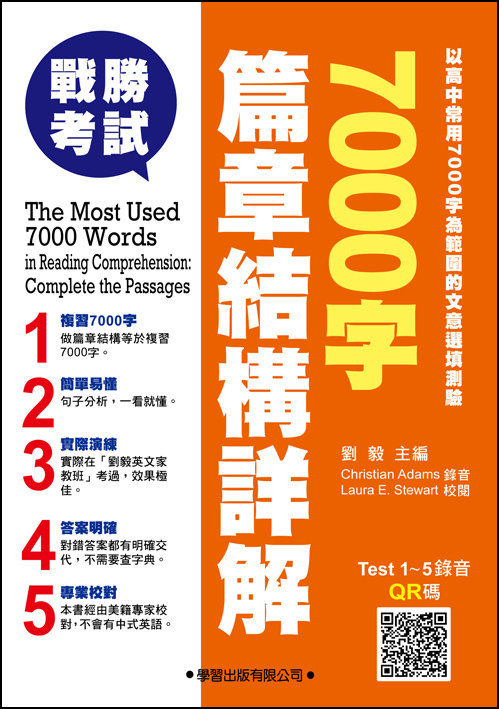 戰勝
考試
The Most Used
7000 Words
in Reading Comprehension:
Complete the Passages
1
複習7000字
做篇章結構等於複習
7000字。
2
簡單易懂
句子分析，一看就懂。
3
實際演練
實際在「劉毅英文家
教班」考過，效果極
佳。
4
答案明確
對錯答案都有明確交
代，不需要查字典。
5
專業校對
本書經由美籍專家校
對，不會有中式英語。
以高中常用7000字為範圍的文意選填測驗
7000字
篇章結構詳解
劉 毅 主編
Christian Adams 錄音
Laura E. Stewart 校閱
Test 1~5 錄音
QR碼
●學習出版有限公司●